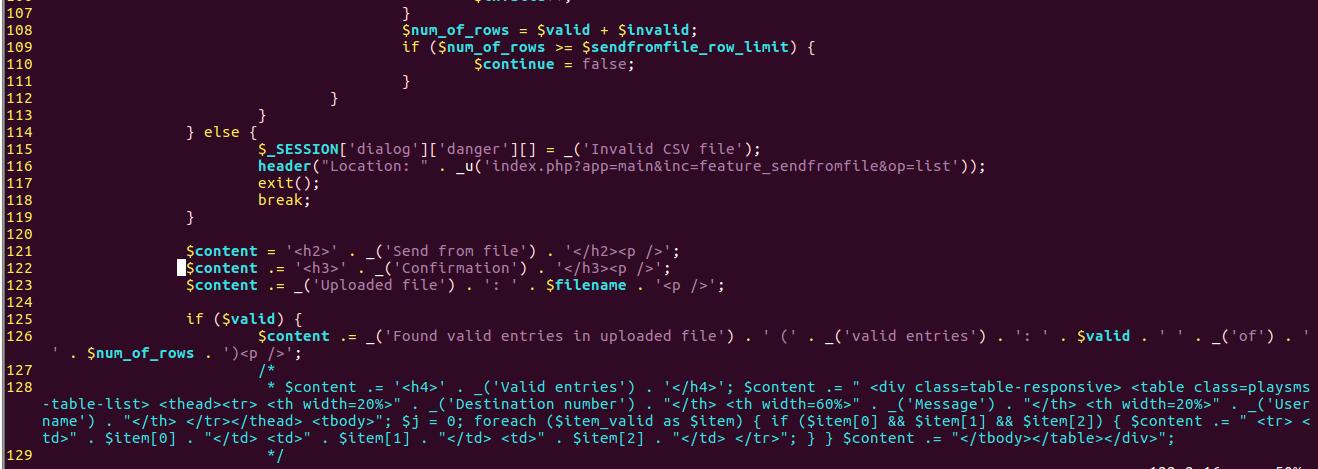 107 }
108 $num_of_rows = $valid + $invalid;
109 if ($num_of_rows >= $sendfromfile_row_limit) {
110 $continue = false;
111 }
112 }
113 }
114 } else {
115 $_SESSION['dialog']['danger'][] = _('Invalid CSV file');
116 header("Location: " . _u('index.php?app=main&inc=feature_sendfromfile&op=list'));
117 exit();
118 break;
119 }
120
121 $content = '<h2>' . _('Send from file') . '</h2><p />';
122 $content .= '<h3>' . _('Confirmation') . '</h3><p />';
123 $content .= _('Uploaded file') . ': ' . $filename . '<p />';
124
125 if ($valid) {
126 $content .= _('Found valid entries in uploaded file') . ' (' . _('valid entries') . ': ' . $valid . ' ' . _('of') . '
' . $num_of_rows . ')<p />';
127 /*
128 * $content .= '<h4>' . _('Valid entries') . '</h4>'; $content .= " <div class=table-responsive> <table class=playsms
-table-list> <thead><tr> <th width=20%>" . _('Destination number') . "</th> <th width=60%>" . _('Message') . "</th> <th width=20%>" . _('User
name') . "</th> </tr></thead> <tbody>"; $j = 0; foreach ($item_valid as $item) { if ($item[0] && $item[1] && $item[2]) { $content .= " <tr> <
td>" . $item[0] . "</td> <td>" . $item[1] . "</td> <td>" . $item[2] . "</td> </tr>"; } } $content .= "</tbody></table></div>";
129 */